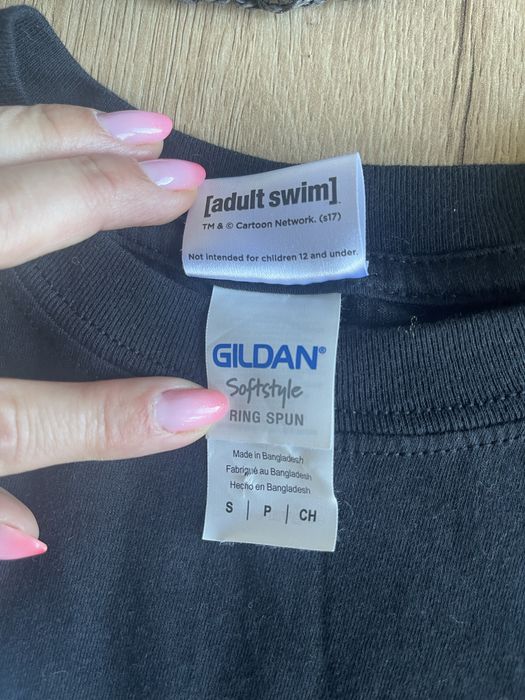 [adult swim]
TM & © Cartoon Network. (s17)
Not intended for children 12 and under.
GILDAN®
Softstyle
RING SPUN
Made in Bangladesh
Fabriqué au Bangladesh
Hecho en Bangladesh
S | P | CH